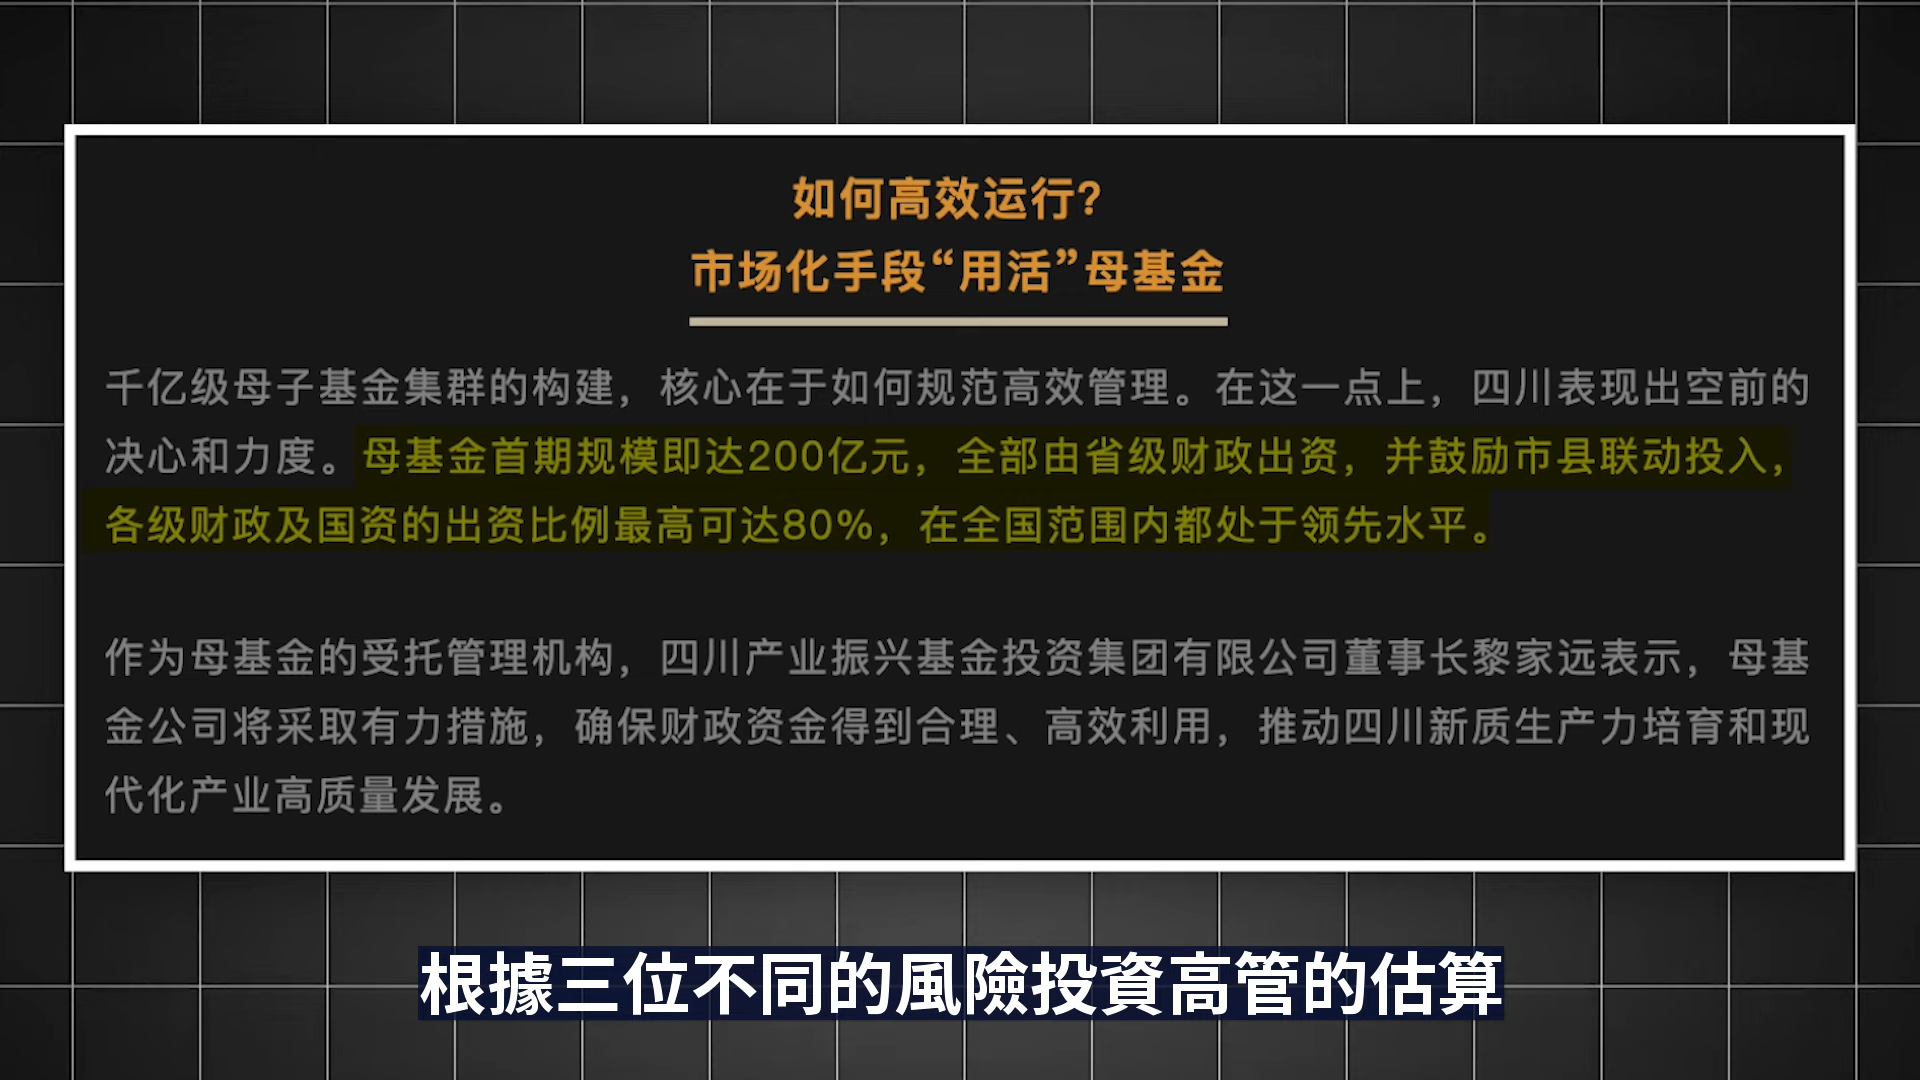 如何高效运行?
市场化手段“用活”母基金
千亿级母子基金集群的构建，核心在于如何规范高效管理。在这一点上，四川表现出空前的
决心和力度。母基金首期规模即达200亿元，全部由省级财政出资，并鼓励市县联动投入，
各级财政及国资的出资比例最高可达80%，在全国范围内都处于领先水平。
作为母基金的受托管理机构，四川产业振兴基金投资集团有限公司董事长黎家远表示，母基
金公司将采取有力措施，确保财政资金得到合理、高效利用，推动四川新质生产力培育和现
代化产业高质量发展。
根據三位不同的風險投資高管的估算